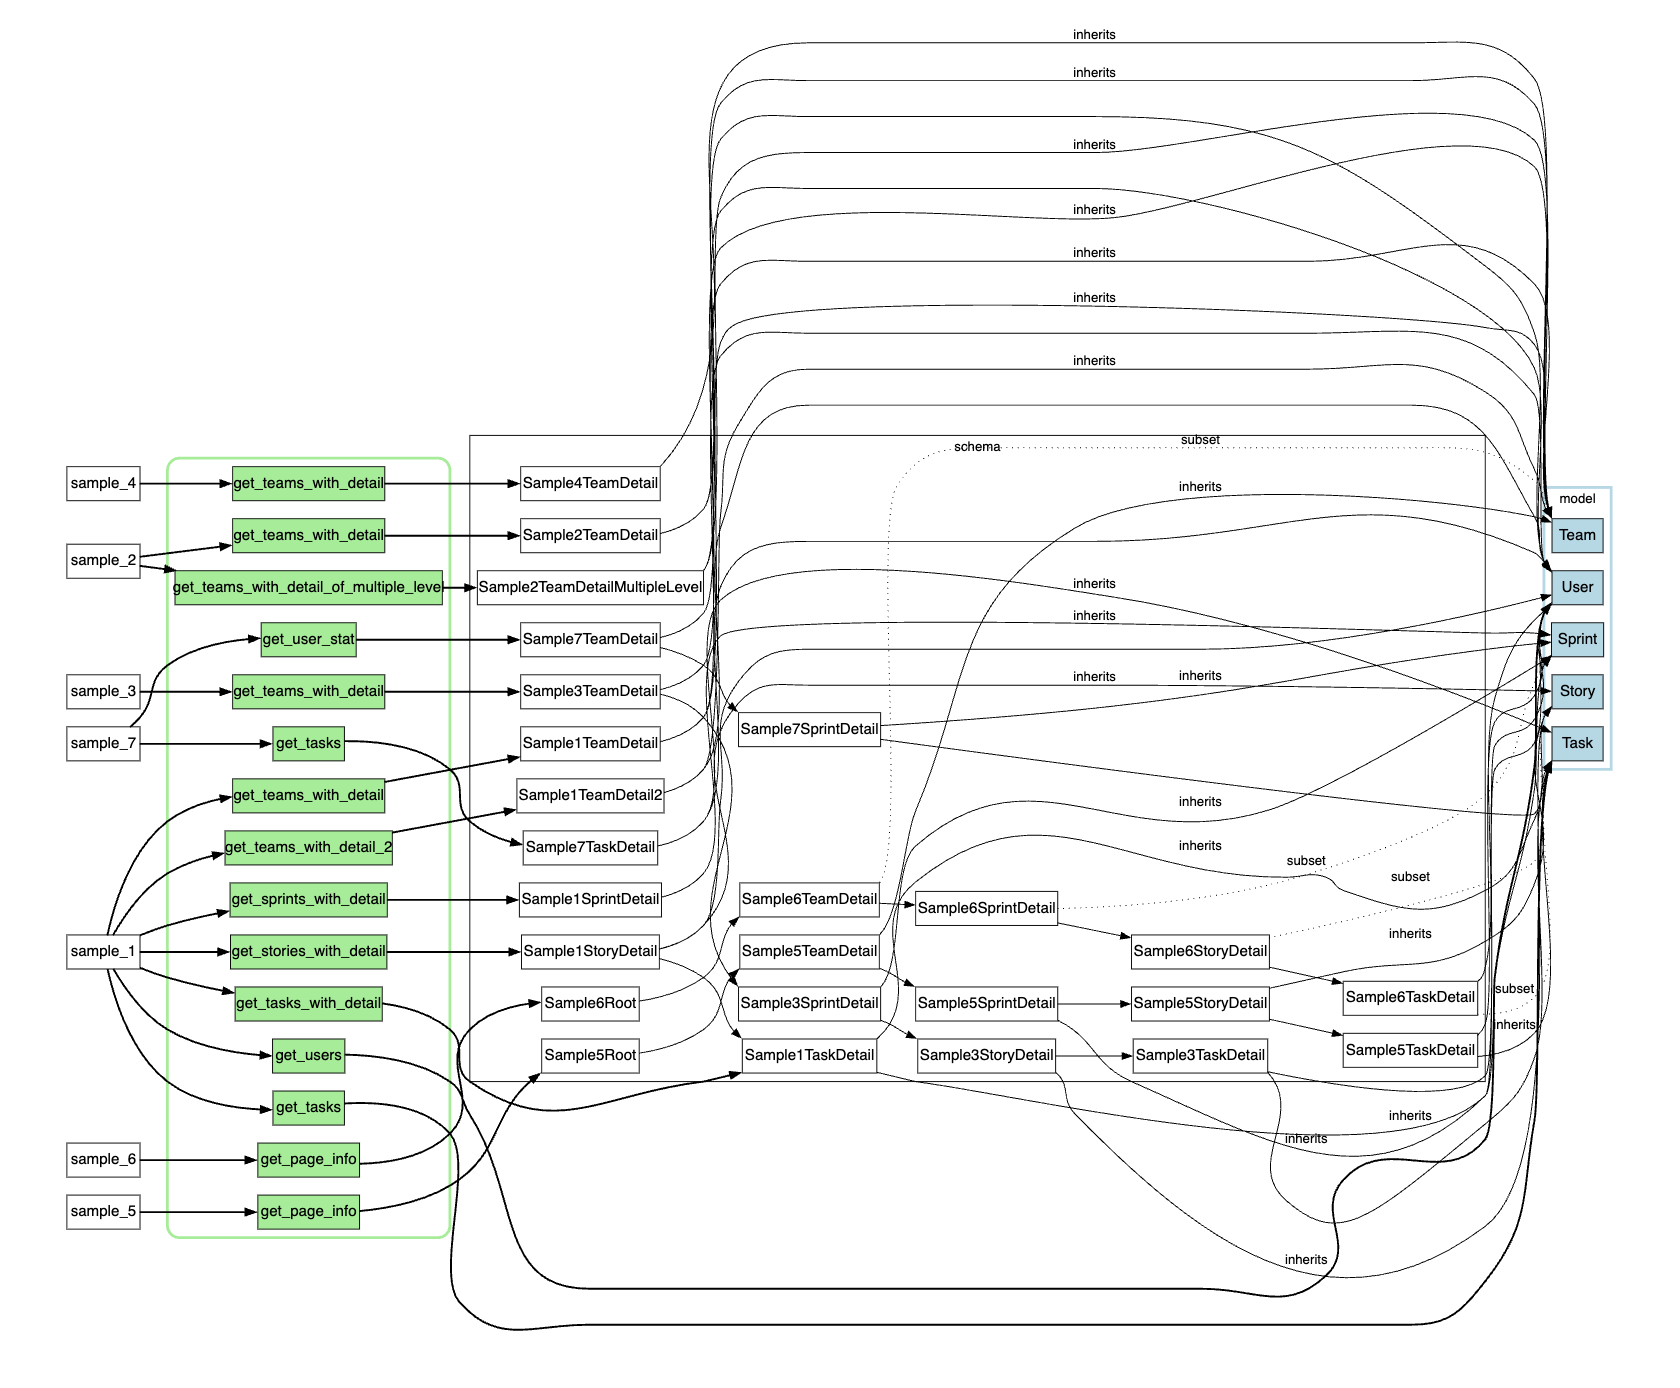 inherits
inherits
inherits
inherits
inherits
inherits
inherits
subset
schema
sample_4
get_teams_with_detail
Sample4TeamDetail
inherits
model
get_teams_with_detail
Sample2TeamDetail
Team
sample_2
get_teams_with_detail_of_multiple_level
Sample2TeamDetailMultipleLevel
inherits
User
inherits
get_user_stat
Sample7TeamDetail
Sprint
inherits
inherits
sample_3
get_teams_with_detail
Sample3TeamDetail
Story
Sample7SprintDetail
sample_7
get_tasks
Sample1TeamDetail
Task
get_teams_with_detail
Sample1TeamDetail2
inherits
get_teams_with_detail_2
Sample7TaskDetail
inherits
subset
subset
get_sprints_with_detail
Sample1SprintDetail
Sample6TeamDetail
Sample6SprintDetail
inherits
sample_1
get_stories_with_detail
Sample1StoryDetail
Sample5TeamDetail
Sample6StoryDetail
subset
get_tasks_with_detail
Sample6Root
Sample3SprintDetail
Sample5SprintDetail
Sample5StoryDetail
Sample6TaskDetail
inherits
get_users
Sample5Root
Sample1TaskDetail
Sample3StoryDetail
Sample3TaskDetail
Sample5TaskDetail
get_tasks
inherits
inherits
sample_6
get_page_info
sample_5
get_page_info
inherits